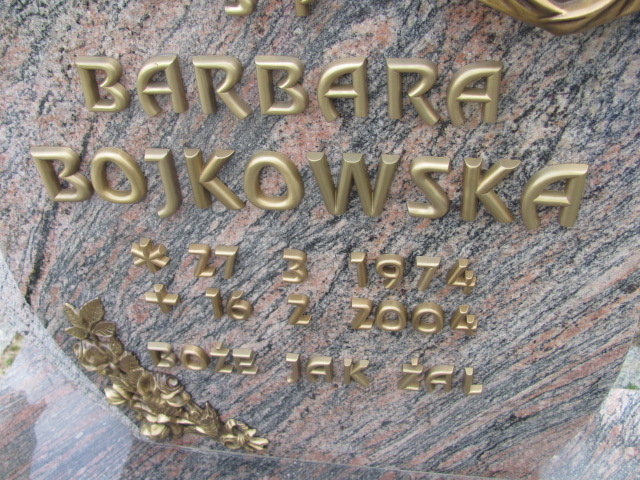 BARBARA
BOJKOWSKA
* 27 3 1974
+ 16 2 2004
BOŻE JAK ŻAL